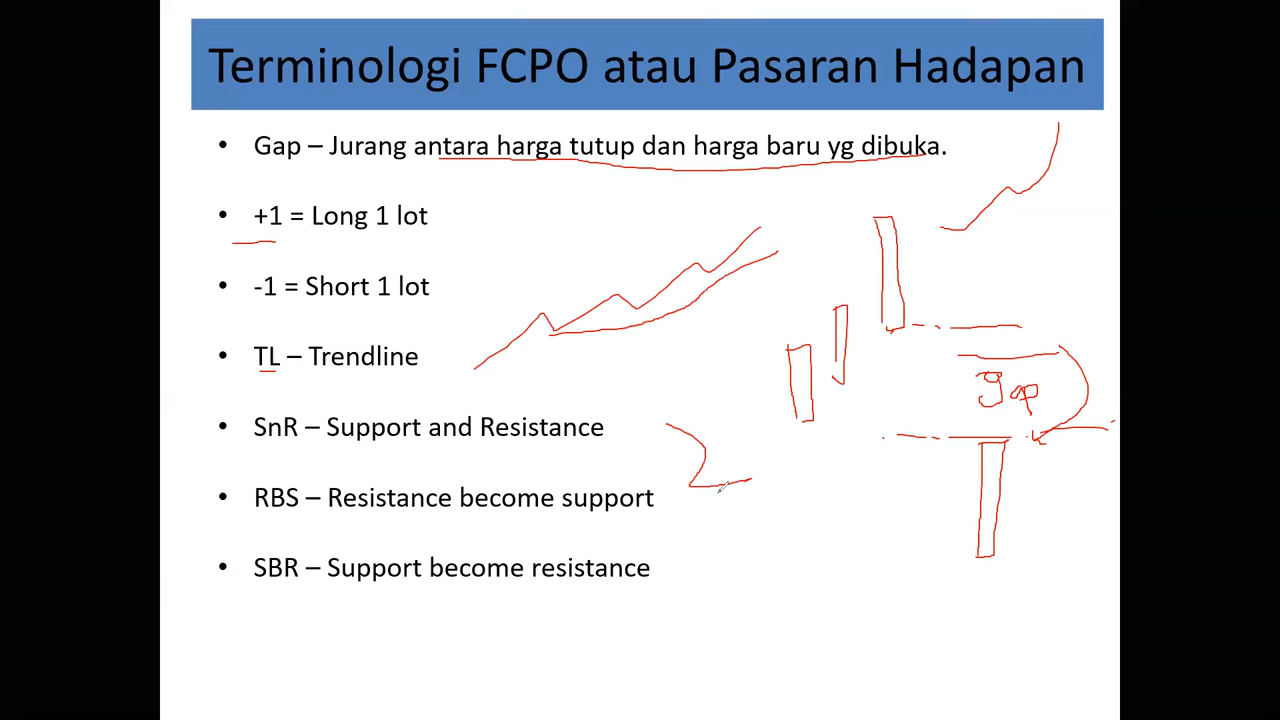 Terminologi FCPO atau Pasaran Hadapan
• Gap – Jurang antara harga tutup dan harga baru yg dibuka.
• +1 = Long 1 lot
• -1 = Short 1 lot
• TL – Trendline
gap
• SnR – Support and Resistance
• RBS – Resistance become support
• SBR – Support become resistance